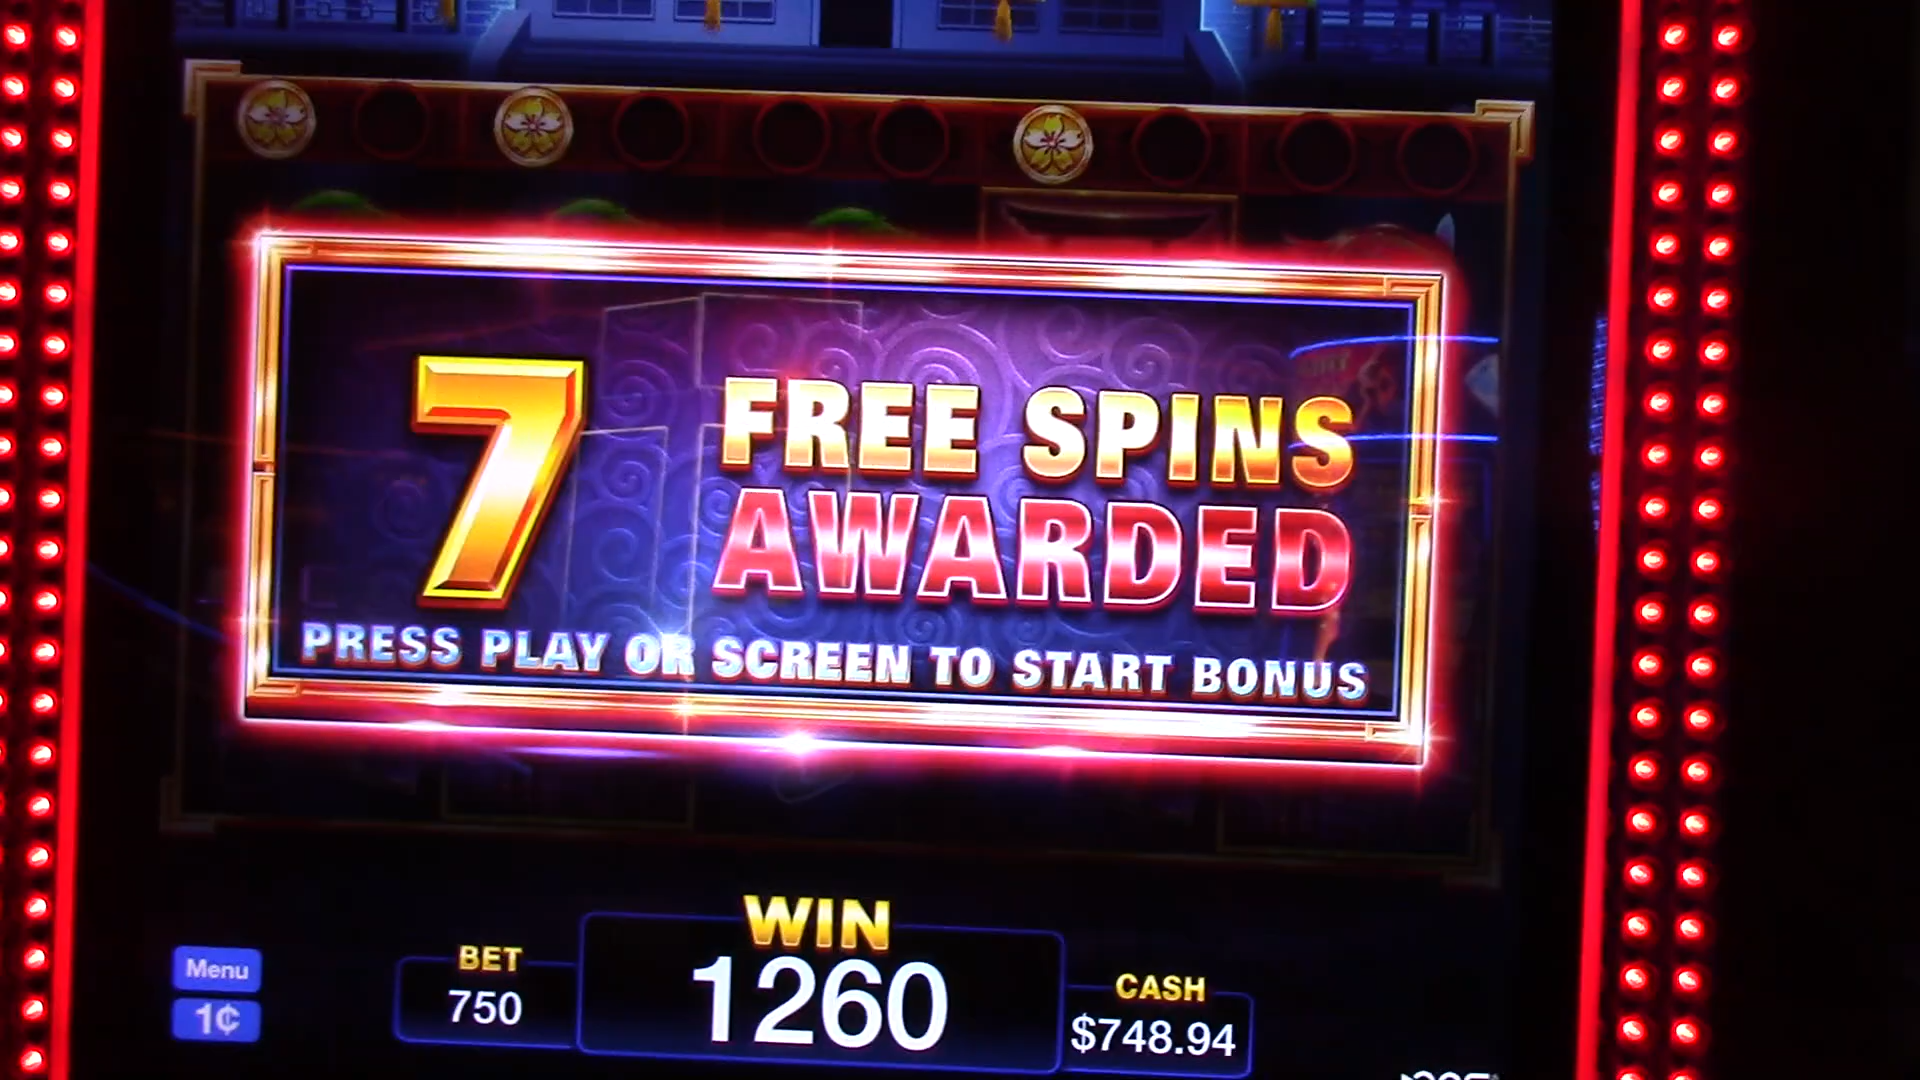 7 FREE SPINS
AWARDED
PRESS PLAY OR SCREEN TO START BONUS
WIN
1260
BET
750
CASH
$748.94
Menu
1¢